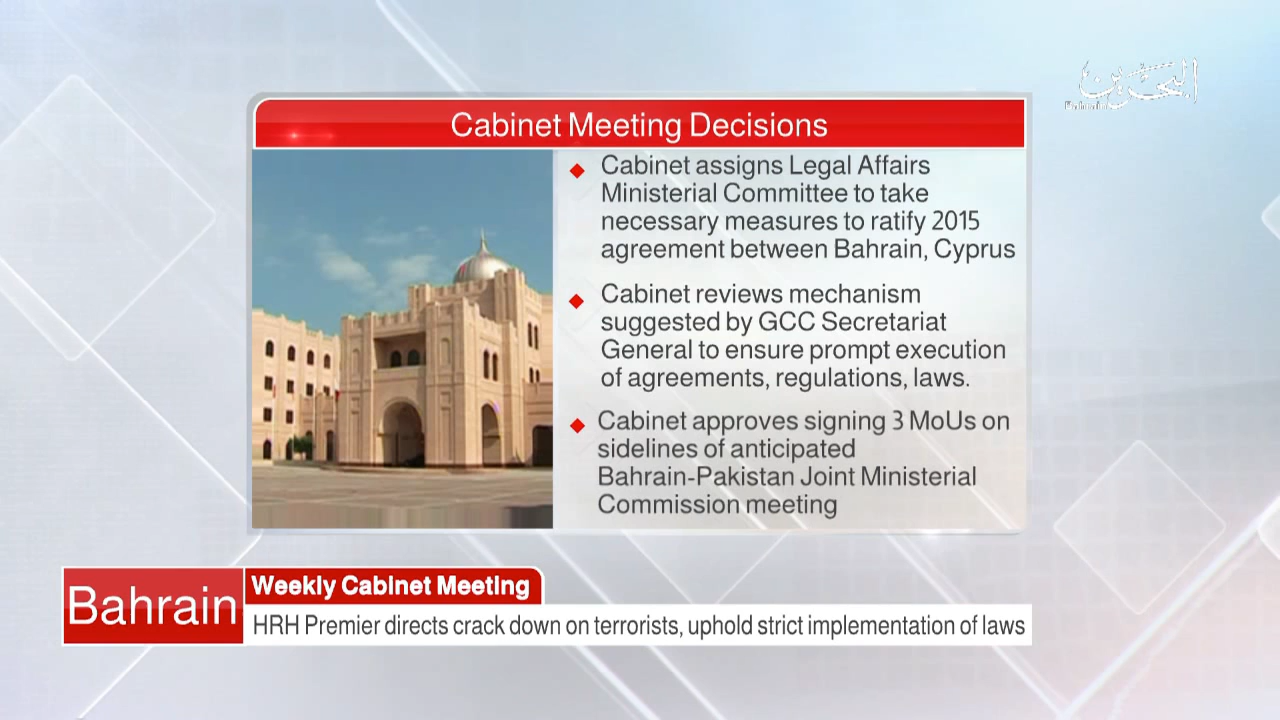 البحرين
Bahrain
Cabinet Meeting Decisions
Cabinet assigns Legal Affairs
Ministerial Committee to take
necessary measures to ratify 2015
agreement between Bahrain, Cyprus
Cabinet reviews mechanism
suggested by GCC Secretariat
General to ensure prompt execution
of agreements, regulations, laws.
Cabinet approves signing 3 MoUs on
sidelines of anticipated
Bahrain-Pakistan Joint Ministerial
Commission meeting
Bahrain
Weekly Cabinet Meeting
HRH Premier directs crack down on terrorists, uphold strict implementation of laws